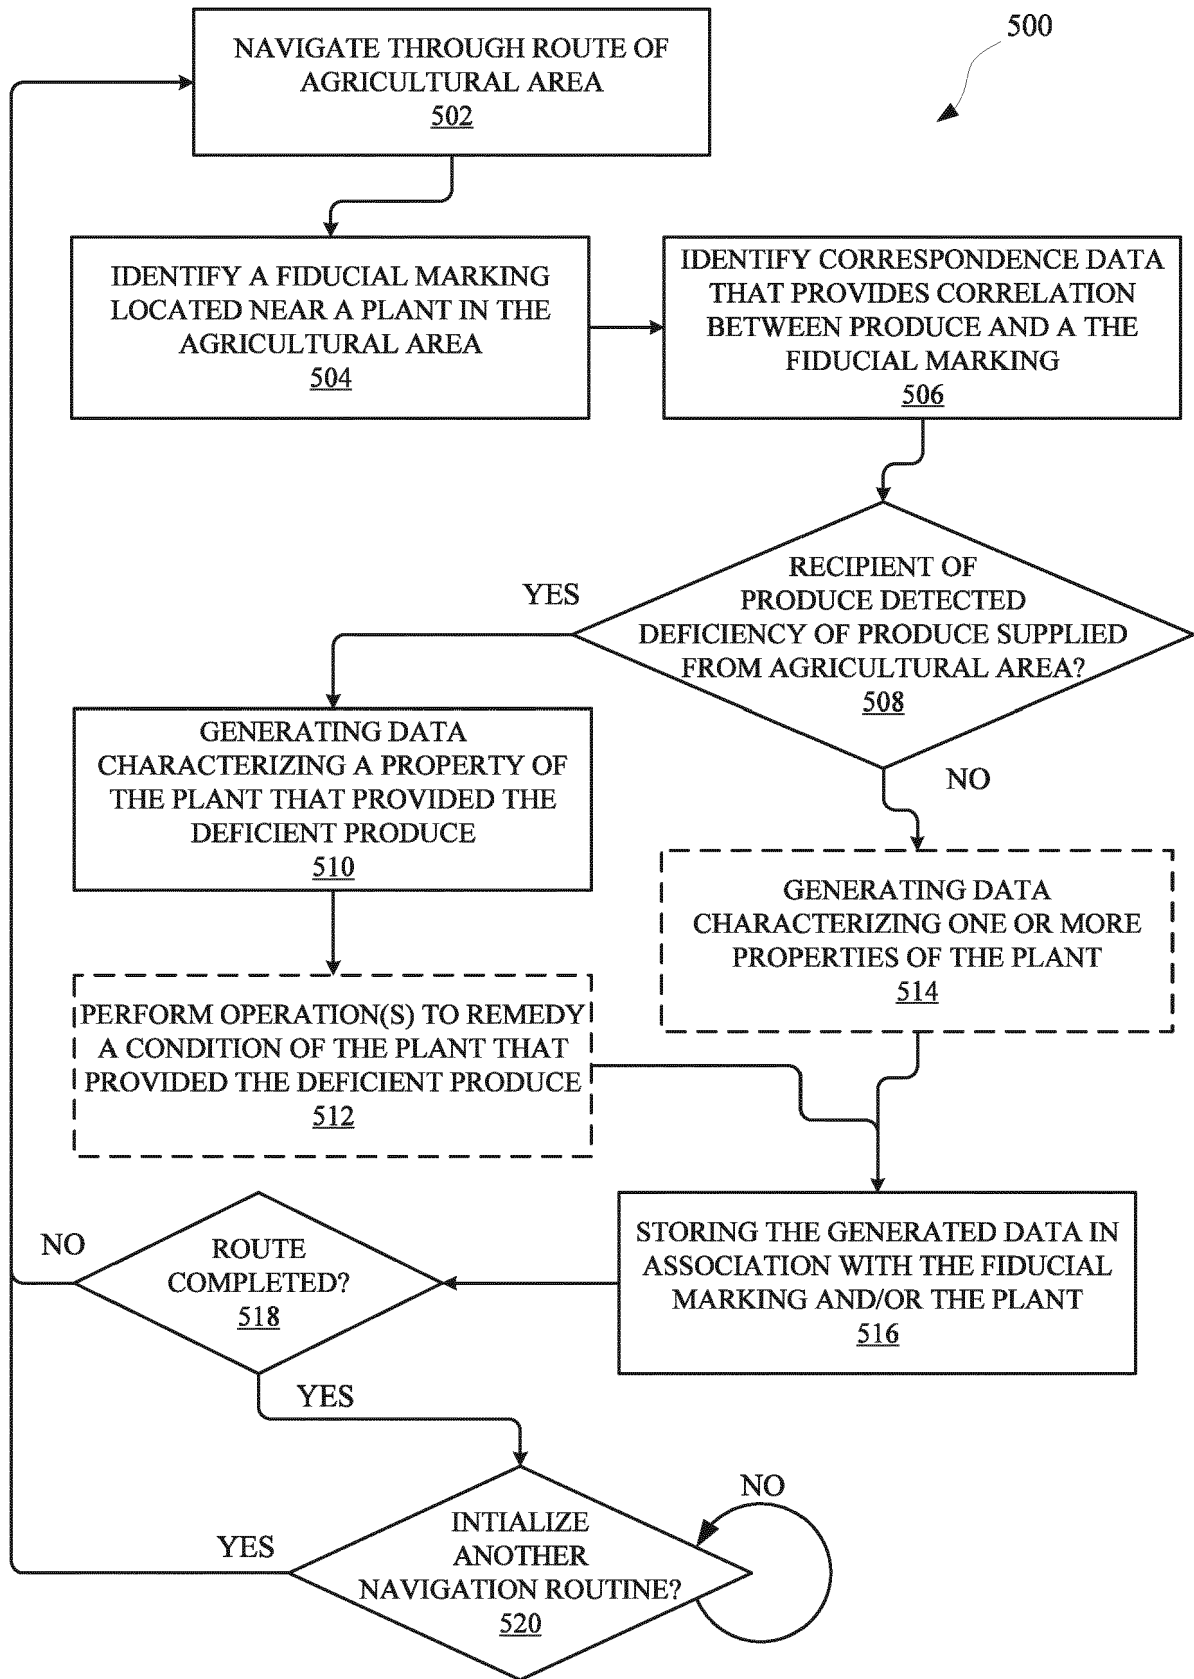 500
NAVIGATE THROUGH ROUTE OF
AGRICULTURAL AREA
502
IDENTIFY A FIDUCIAL MARKING
LOCATED NEAR A PLANT IN THE
AGRICULTURAL AREA
504
IDENTIFY CORRESPONDENCE DATA
THAT PROVIDES CORRELATION
BETWEEN PRODUCE AND A THE
FIDUCIAL MARKING
506
RECIPIENT OF
PRODUCE DETECTED
DEFICIENCY OF PRODUCE SUPPLIED
FROM AGRICULTURAL AREA?
508
YES
NO
GENERATING DATA
CHARACTERIZING A PROPERTY OF
THE PLANT THAT PROVIDED THE
DEFICIENT PRODUCE
510
GENERATING DATA
CHARACTERIZING ONE OR MORE
PROPERTIES OF THE PLANT
514
PERFORM OPERATION(S) TO REMEDY
A CONDITION OF THE PLANT THAT
PROVIDED THE DEFICIENT PRODUCE
512
STORING THE GENERATED DATA IN
ASSOCIATION WITH THE FIDUCIAL
MARKING AND/OR THE PLANT
516
NO
ROUTE
COMPLETED?
518
YES
INTIALIZE
ANOTHER
NAVIGATION ROUTINE?
520
YES
NO